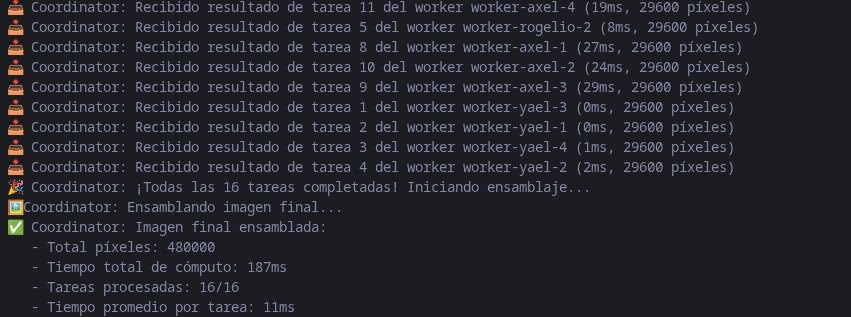 📥 Coordinator: Recibido resultado de tarea 11 del worker worker-axel-4 (19ms, 29600 píxeles)
📥 Coordinator: Recibido resultado de tarea 5 del worker worker-rogelio-2 (8ms, 29600 píxeles)
📥 Coordinator: Recibido resultado de tarea 8 del worker worker-axel-1 (27ms, 29600 píxeles)
📥 Coordinator: Recibido resultado de tarea 10 del worker worker-axel-2 (24ms, 29600 píxeles)
📥 Coordinator: Recibido resultado de tarea 9 del worker worker-axel-3 (29ms, 29600 píxeles)
📥 Coordinator: Recibido resultado de tarea 1 del worker worker-yael-3 (0ms, 29600 píxeles)
📥 Coordinator: Recibido resultado de tarea 2 del worker worker-yael-1 (0ms, 29600 píxeles)
📥 Coordinator: Recibido resultado de tarea 3 del worker worker-yael-4 (1ms, 29600 píxeles)
📥 Coordinator: Recibido resultado de tarea 4 del worker worker-yael-2 (2ms, 29600 píxeles)
🎉 Coordinator: ¡Todas las 16 tareas completadas! Iniciando ensamblaje...
🖼️Coordinator: Ensamblando imagen final...
✅ Coordinator: Imagen final ensamblada:
- Total píxeles: 480000
- Tiempo total de cómputo: 187ms
- Tareas procesadas: 16/16
- Tiempo promedio por tarea: 11ms